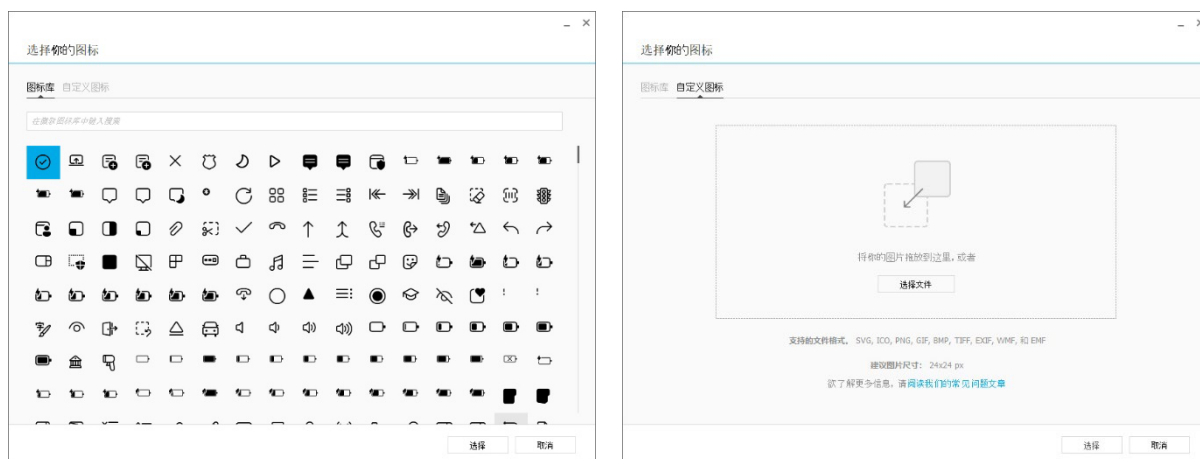 选择你的图标
图标库 自定义图标
在徽章图标库中键入搜索
选择 取消
选择你的图标
图标库 自定义图标
将你的图片拖放到这里, 或者
选择文件
支持的文件格式。 SVG, ICO, PNG, GIF, BMP, TIFF, EXIF, WMF, 和 EMF
建议图片尺寸: 24x24 px
欲了解更多信息, 请阅读我们的常见问题文章
选择 取消